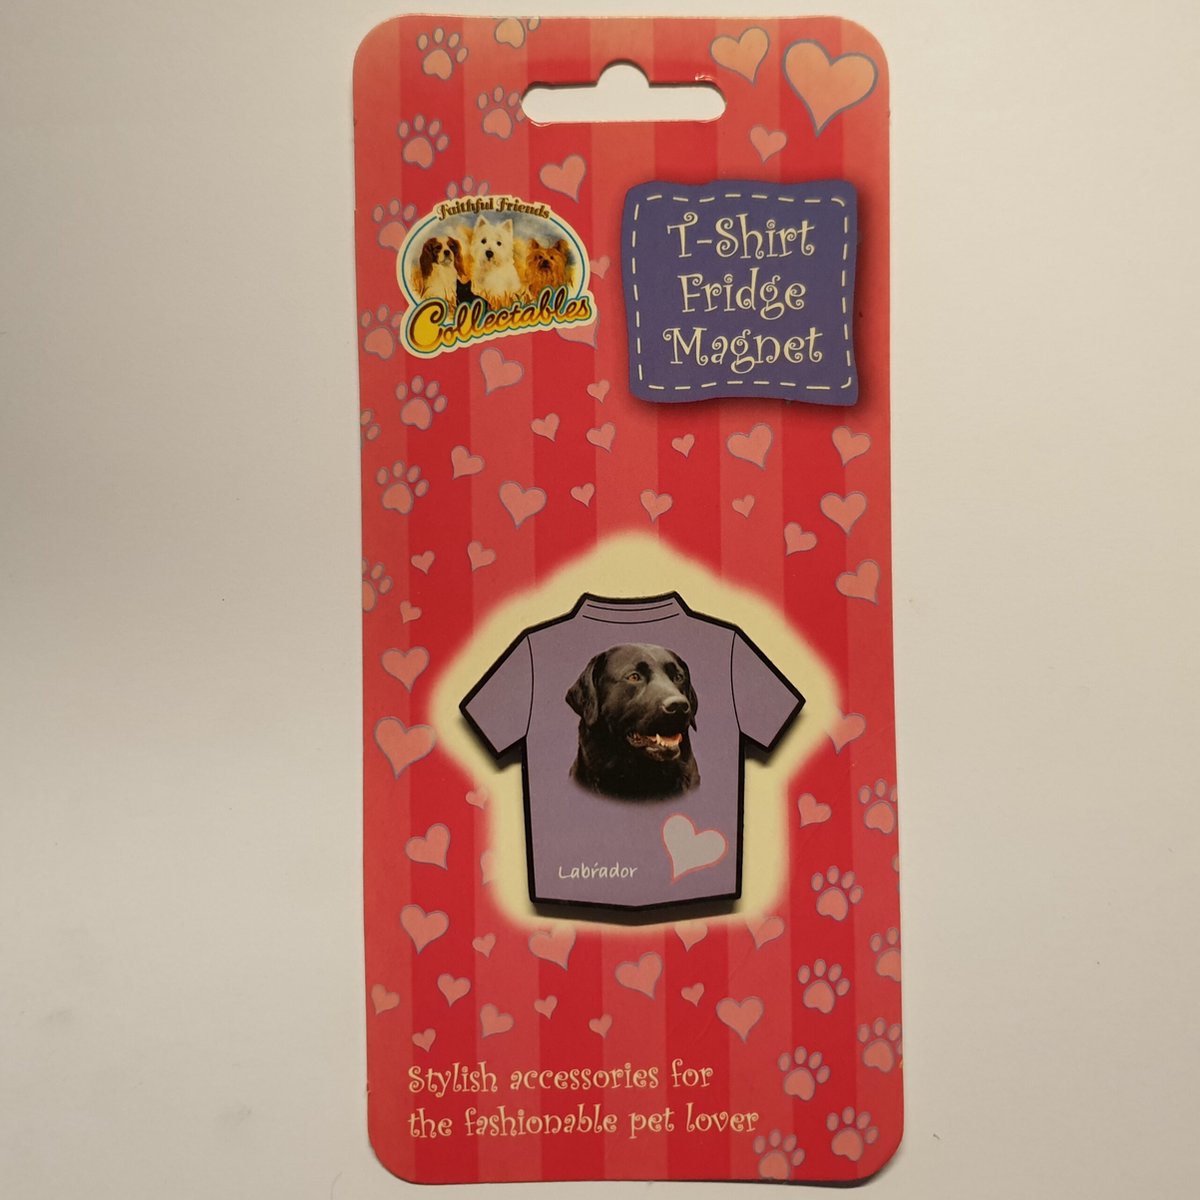 Faithful Friends
Collectables
T-Shirt
Fridge
Magnet
Labrador
Stylish accessories for
the fashionable pet lover